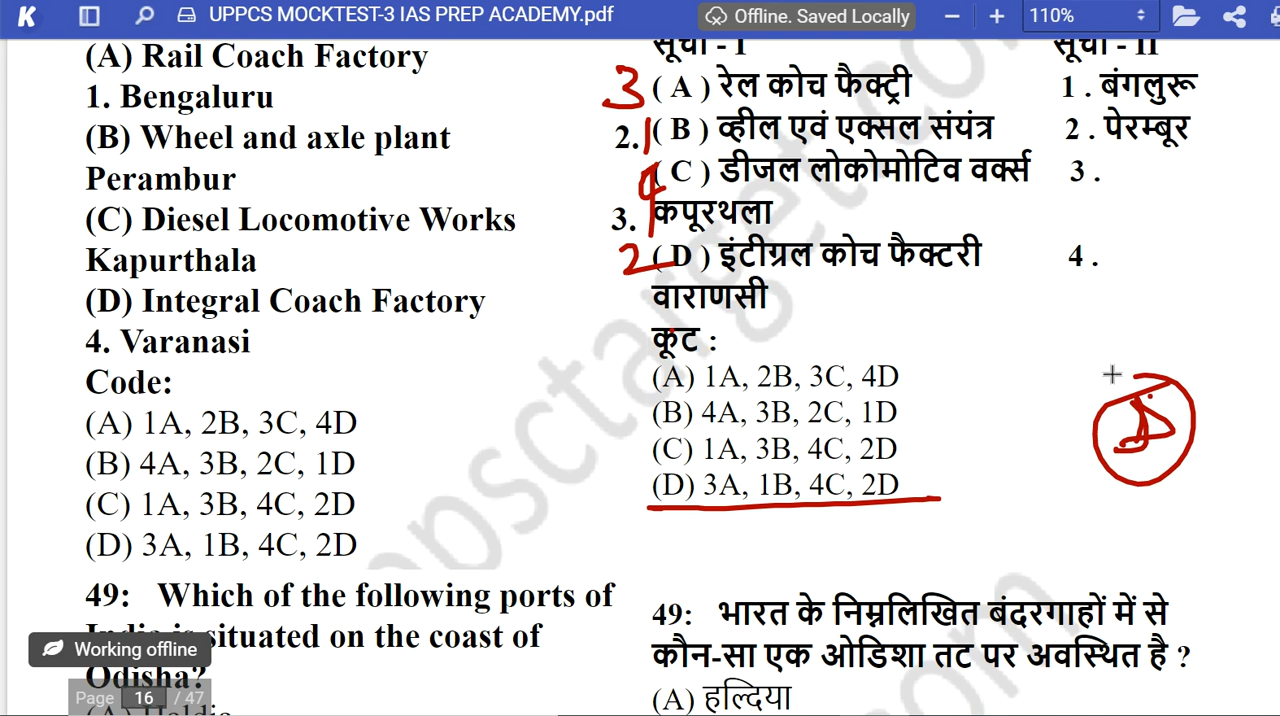 UPPCS MOCKTEST-3 IAS PREP ACADEMY.pdf
Offline. Saved Locally
110%
(A) Rail Coach Factory
1. Bengaluru
(B) Wheel and axle plant 2.
Perambur
(C) Diesel Locomotive Works 3.
Kapurthala
(D) Integral Coach Factory
4. Varanasi
Code:
(A) 1A, 2B, 3C, 4D
(B) 4A, 3B, 2C, 1D
(C) 1A, 3B, 4C, 2D
(D) 3A, 1B, 4C, 2D
49: Which of the following ports of
India is situated on the coast of
Odisha?
(A) Haldia
सूची - I सूची - II
3 ( A ) रेल कोच फैक्ट्री 1 . बंगलुरू
1 ( B ) व्हील एवं एक्सल संयंत्र 2 . पेरम्बूर
4 ( C ) डीजल लोकोमोटिव वर्क्स 3 .
कपूरथला
2 ( D ) इंटीग्रल कोच फैक्टरी 4 .
वाराणसी
कूट :
(A) 1A, 2B, 3C, 4D
(B) 4A, 3B, 2C, 1D
(C) 1A, 3B, 4C, 2D
(D) 3A, 1B, 4C, 2D
D
49: भारत के निम्नलिखित बंदरगाहों में से
कौन-सा एक ओडिशा तट पर अवस्थित है ?
(A) हल्दिया
Working offline
Page 16 / 47